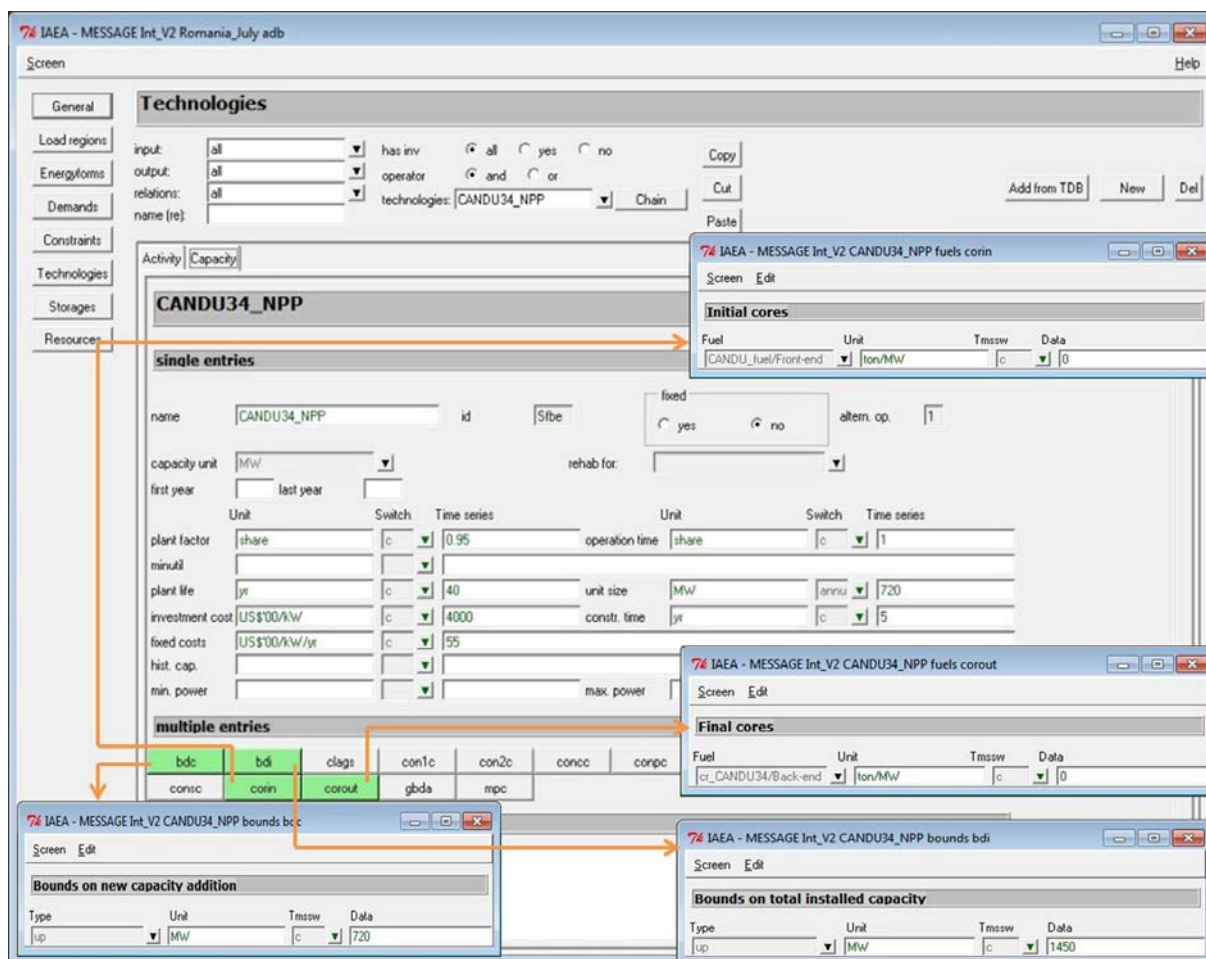 IAEA - MESSAGE Int_V2 Romania_July adb
Screen Help
General
Load regions
Energyforms
Demands
Constraints
Technologies
Storages
Resources
Technologies
input: all has inv all yes no Copy
output: all operator and or Cut
relations: all technologies: CANDU34_NPP Chain Add from TDB New Del
name (re): Paste
Activity Capacity
CANDU34_NPP
single entries
name CANDU34_NPP id Sfbe fixed yes no altern. op. 1
capacity unit MW rehab for:
first year last year
Unit Switch Time series Unit Switch Time series
plant factor share c 0.95 operation time share c 1
minutil
plant life yr c 40 unit size MW annu 720
investment cost US$'00/kW c 4000 constr. time yr c 5
fixed costs US$'00/kW/yr c 55
hist. cap.
min. power max. power
multiple entries
bdc bdi clags con1c con2c concc conpc
consc corin corout gbda mpc
IAEA - MESSAGE Int_V2 CANDU34_NPP fuels corin
Screen Edit
Initial cores
Fuel Unit Tmssw Data
CANDU_fuel/Front-end ton/MW c 0
IAEA - MESSAGE Int_V2 CANDU34_NPP fuels corout
Screen Edit
Final cores
Fuel Unit Tmssw Data
cr_CANDU34/Back-end ton/MW c 0
IAEA - MESSAGE Int_V2 CANDU34_NPP bounds bdc
Screen Edit
Bounds on new capacity addition
Type Unit Tmssw Data
up MW c 720
IAEA - MESSAGE Int_V2 CANDU34_NPP bounds bdi
Screen Edit
Bounds on total installed capacity
Type Unit Tmssw Data
up MW c 1450